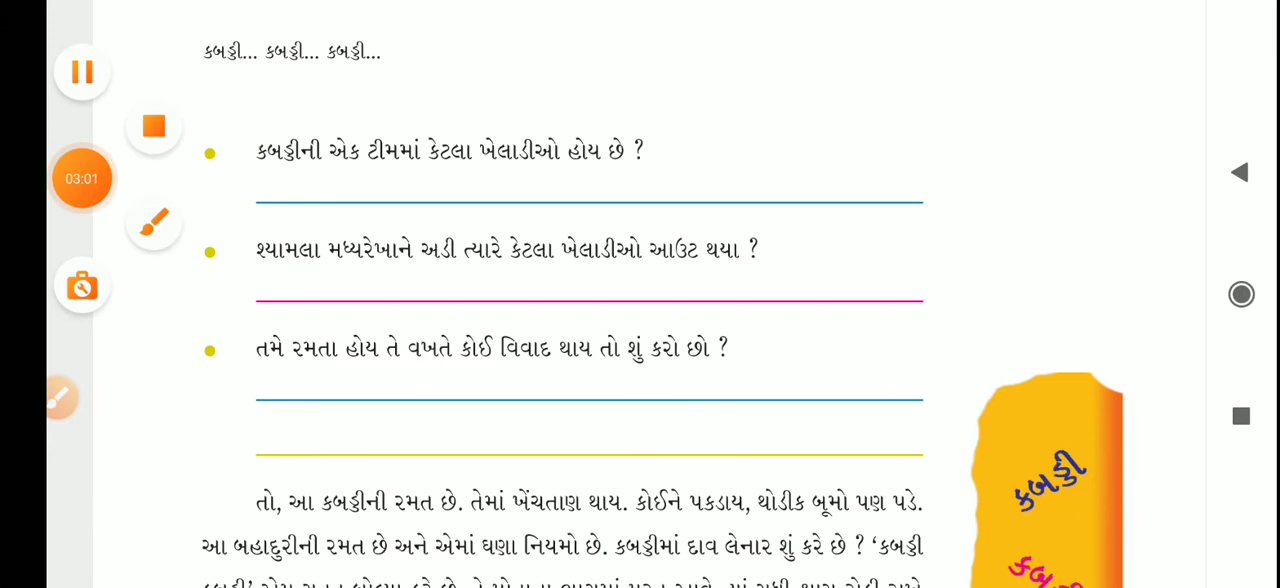 કબડ્ડી... કબડ્ડી... કબડ્ડી...
03:01
કબડ્ડીની એક ટીમમાં કેટલા ખેલાડીઓ હોય છે ?
શ્યામલા મધ્યરેખાને અડી ત્યારે કેટલા ખેલાડીઓ આઉટ થયા ?
તમે રમતા હોય તે વખતે કોઈ વિવાદ થાય તો શું કરો છો ?
તો, આ કબડ્ડીની રમત છે. તેમાં ખેંચતાણ થાય. કોઈને પકડાય, થોડીક બૂમો પણ પડે.
આ બહાદુરીની રમત છે અને એમાં ઘણા નિયમો છે. કબડ્ડીમાં દાવ લેનાર શું કરે છે ? ‘કબડ્ડી
કબડ્ડી